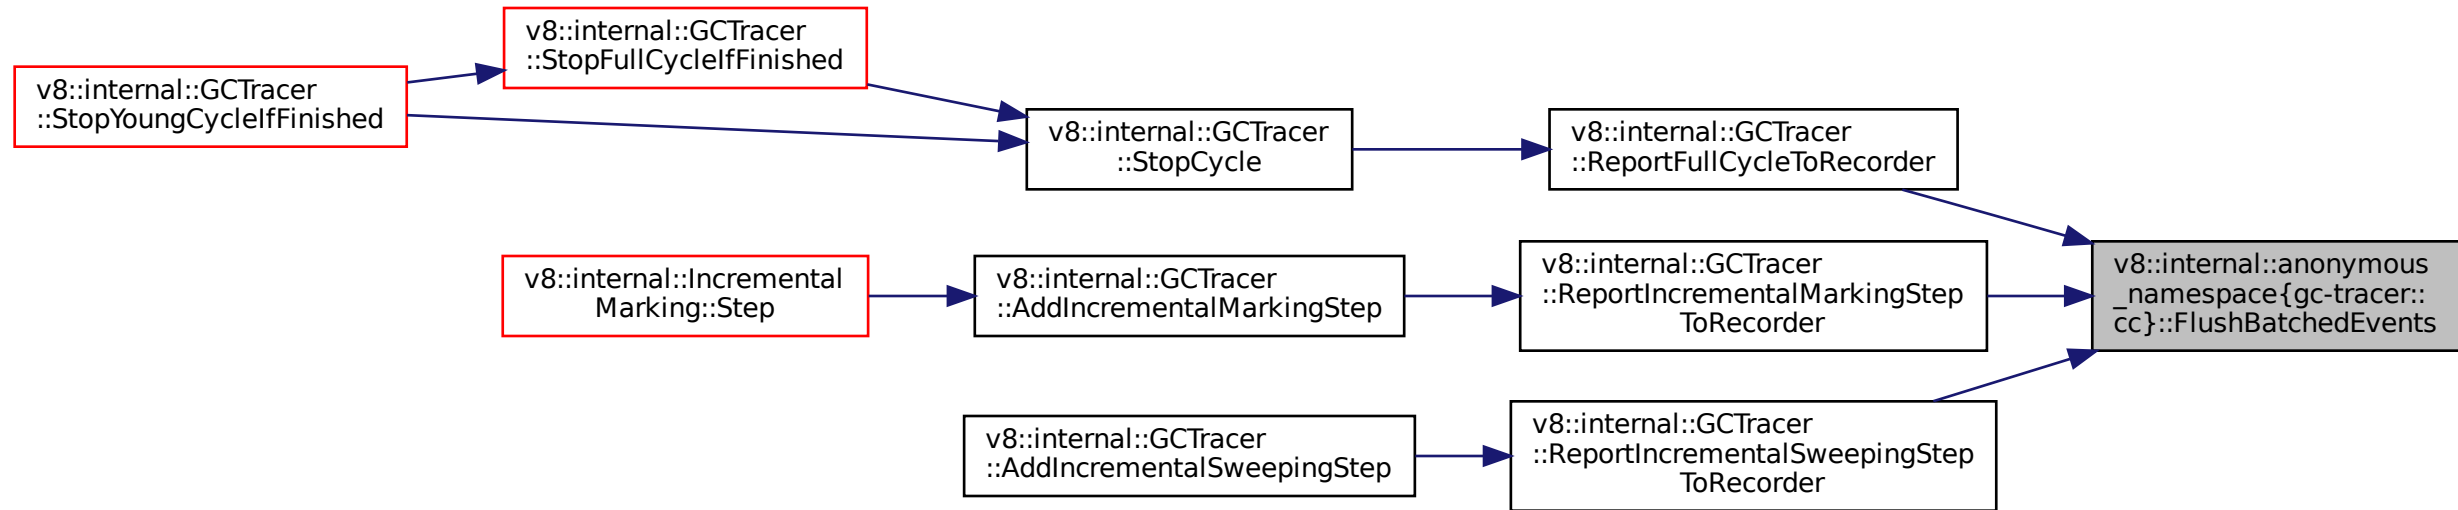 v8::internal::GCTracer
::StopFullCycleIfFinished
v8::internal::GCTracer
::StopYoungCycleIfFinished
v8::internal::GCTracer
::StopCycle
v8::internal::GCTracer
::ReportFullCycleToRecorder
v8::internal::Incremental
Marking::Step
v8::internal::GCTracer
::AddIncrementalMarkingStep
v8::internal::GCTracer
::ReportIncrementalMarkingStep
ToRecorder
v8::internal::anonymous
_namespace{gc-tracer::
cc}::FlushBatchedEvents
v8::internal::GCTracer
::AddIncrementalSweepingStep
v8::internal::GCTracer
::ReportIncrementalSweepingStep
ToRecorder